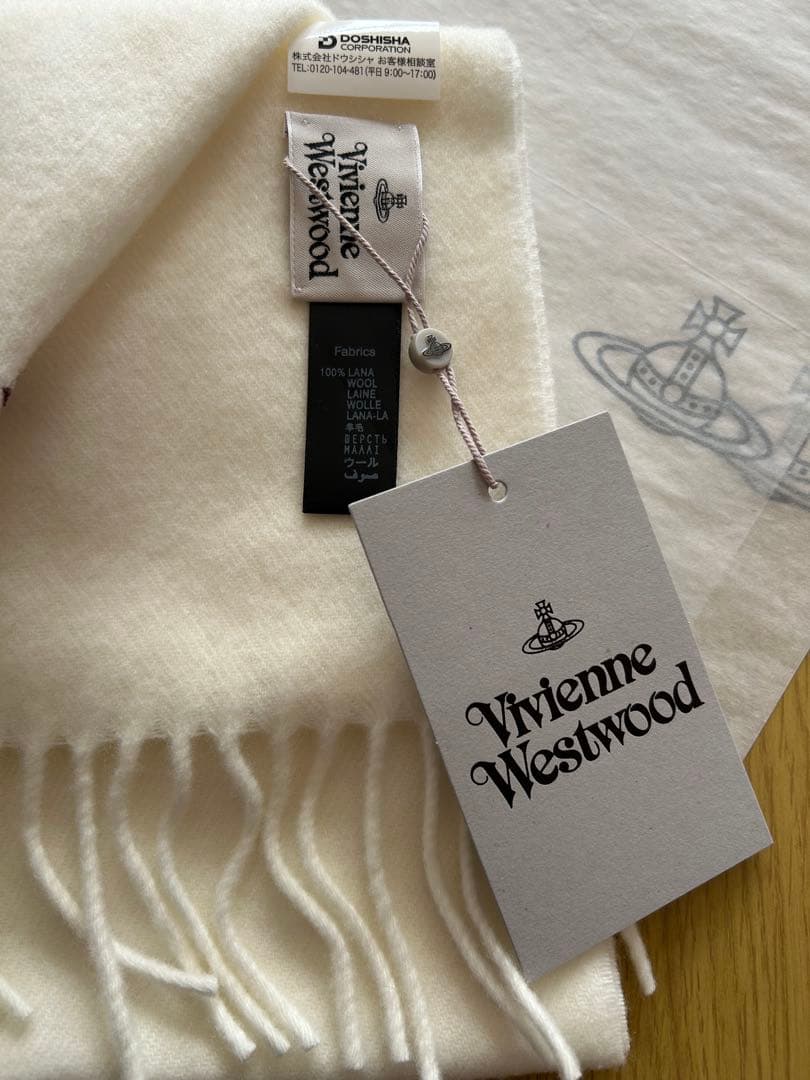 DOSHISHA
CORPORATION
株式会社ドウシシャ お客様相談室
TEL:0120-104-481(平日9:00〜17:00)
Vivienne
Westwood
Fabrics
100% LANA
WOOL
LAINE
WOLLE
LANA-LA
羊毛
ШЕРСТЬ
ΜΑΛΛΙ
ウール
صوف
Vivienne
Westwood